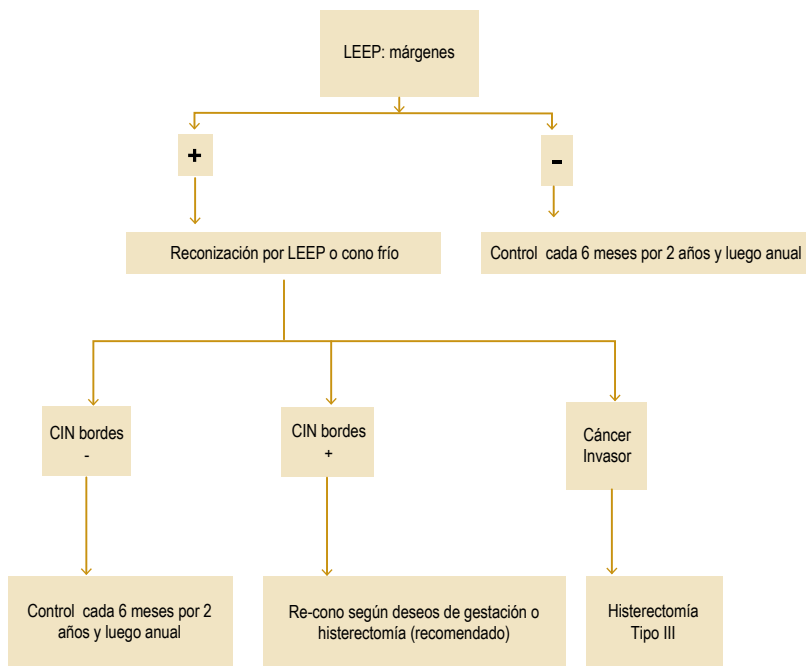 LEEP: márgenes
+
-
Reconización por LEEP o cono frío
Control cada 6 meses por 2 años y luego anual
CIN bordes
-
CIN bordes
+
Cáncer
Invasor
Control cada 6 meses por 2
años y luego anual
Re-cono según deseos de gestación o
histerectomía (recomendado)
Histerectomía
Tipo III